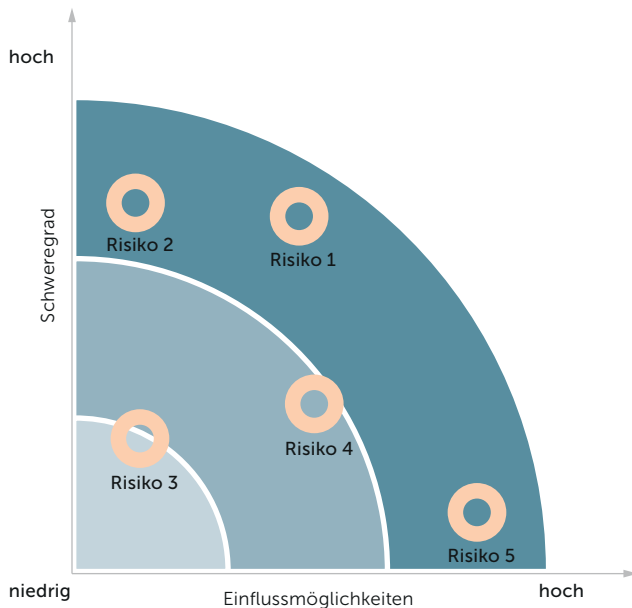 hoch
Schweregrad
Risiko 2
Risiko 1
Risiko 4
Risiko 3
Risiko 5
niedrig
Einflussmöglichkeiten
hoch